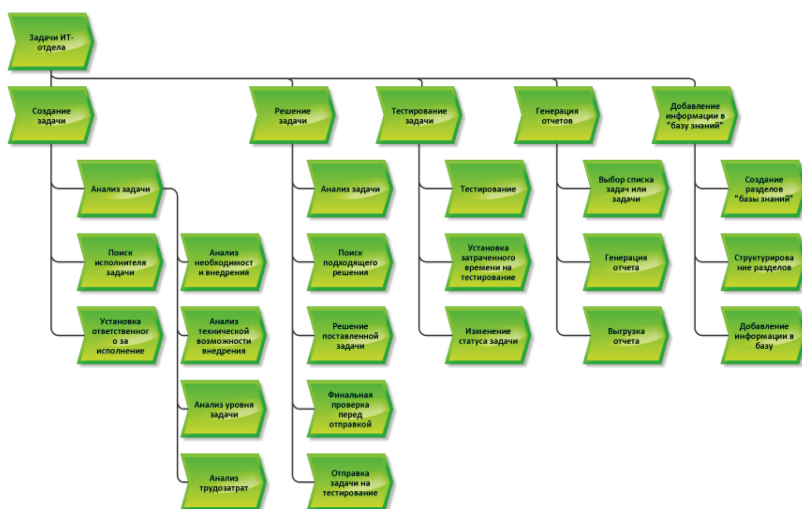 Задачи ИТ-
отдела
Создание
задачи
Решение
задачи
Тестирование
задачи
Генерация
отчетов
Добавление
информации в
"базу знаний"
Анализ задачи
Поиск
исполнителя
задачи
Установка
ответственног
о за
исполнение
Анализ
необходимост
и внедрения
Анализ
технической
возможности
внедрения
Анализ уровня
задачи
Анализ
трудозатрат
Анализ задачи
Поиск
подходящего
решения
Решение
поставленной
задачи
Финальная
проверка
перед
отправкой
Отправка
задачи на
тестирование
Тестирование
Установка
затраченного
времени на
тестирование
Изменение
статуса задачи
Выбор списка
задач или
задачи
Генерация
отчета
Выгрузка
отчета
Создание
разделов
"базы знаний"
Структурирова
ние разделов
Добавление
информации в
базу